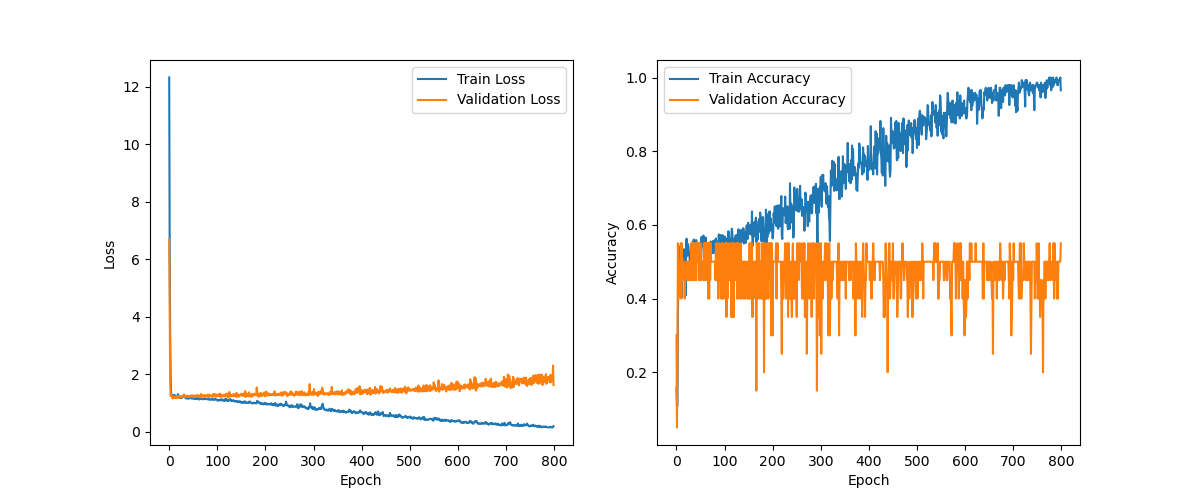 Train Loss
Validation Loss
12
10
8
6
4
2
0
Loss
0 100 200 300 400 500 600 700 800
Epoch
Train Accuracy
Validation Accuracy
1.0
0.8
0.6
0.4
0.2
Accuracy
0 100 200 300 400 500 600 700 800
Epoch